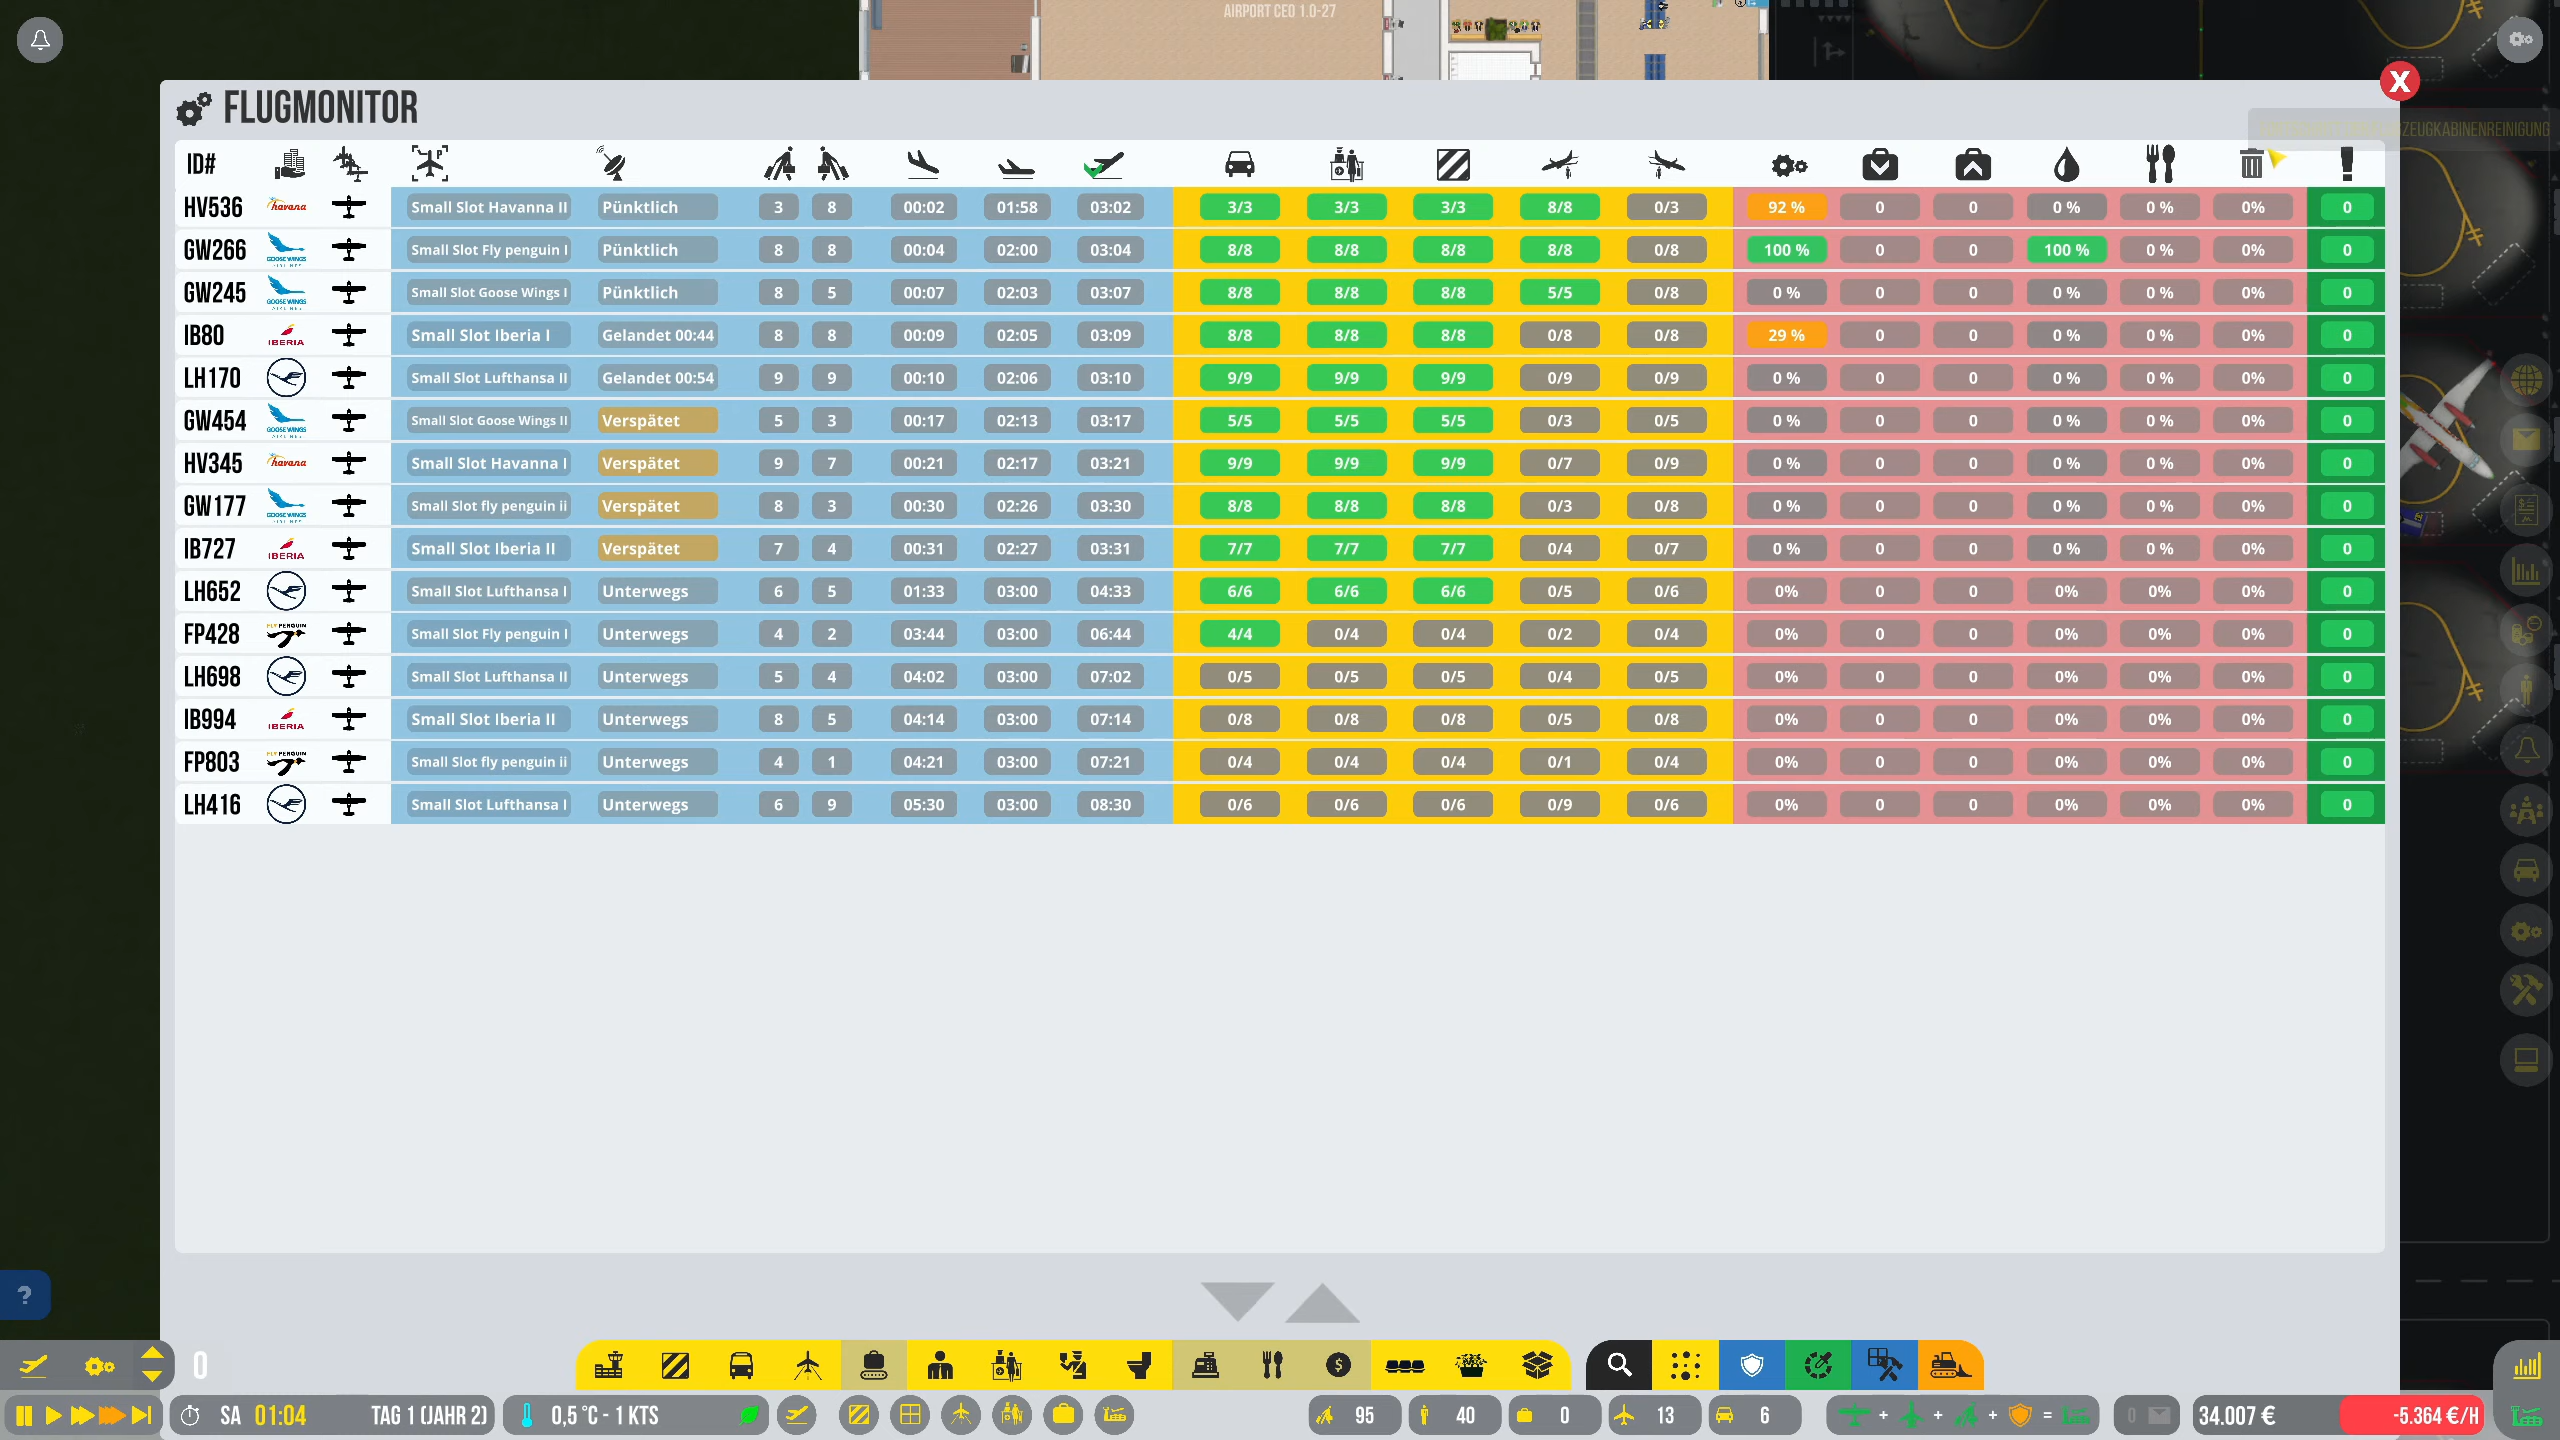 AIRPORT CEO 1.0-27
FLUGMONITOR
ZEUGKABINENREINIGUNG
ID#
HV536 havana Small Slot Havanna II Pünktlich 3 8 00:02 01:58 03:02 3/3 3/3 3/3 8/8 0/3 92 % 0 0 0 % 0 % 0% 0
GW266 GOOSE WINGS Small Slot Fly penguin I Pünktlich 8 8 00:04 02:00 03:04 8/8 8/8 8/8 8/8 0/8 100 % 0 0 100 % 0 % 0% 0
GW245 GOOSE WINGS Small Slot Goose Wings I Pünktlich 8 5 00:07 02:03 03:07 8/8 8/8 8/8 5/5 0/8 0 % 0 0 0 % 0 % 0% 0
IB80 IBERIA Small Slot Iberia I Gelandet 00:44 8 8 00:09 02:05 03:09 8/8 8/8 8/8 0/8 0/8 29 % 0 0 0 % 0 % 0% 0
LH170 Small Slot Lufthansa II Gelandet 00:54 9 9 00:10 02:06 03:10 9/9 9/9 9/9 0/9 0/9 0 % 0 0 0 % 0 % 0% 0
GW454 GOOSE WINGS Small Slot Goose Wings II Verspätet 5 3 00:17 02:13 03:17 5/5 5/5 5/5 0/3 0/5 0 % 0 0 0 % 0 % 0% 0
HV345 havana Small Slot Havanna I Verspätet 9 7 00:21 02:17 03:21 9/9 9/9 9/9 0/7 0/9 0 % 0 0 0 % 0 % 0% 0
GW177 GOOSE WINGS Small Slot fly penguin ii Verspätet 8 3 00:30 02:26 03:30 8/8 8/8 8/8 0/3 0/8 0 % 0 0 0 % 0 % 0% 0
IB727 IBERIA Small Slot Iberia II Verspätet 7 4 00:31 02:27 03:31 7/7 7/7 7/7 0/4 0/7 0 % 0 0 0 % 0 % 0% 0
LH652 Small Slot Lufthansa I Unterwegs 6 5 01:33 03:00 04:33 6/6 6/6 6/6 0/5 0/6 0% 0 0 0% 0% 0% 0
FP428 FLY PENGUIN Small Slot Fly penguin I Unterwegs 4 2 03:44 03:00 06:44 4/4 0/4 0/4 0/2 0/4 0% 0 0 0% 0% 0% 0
LH698 Small Slot Lufthansa II Unterwegs 5 4 04:02 03:00 07:02 0/5 0/5 0/5 0/4 0/5 0% 0 0 0% 0% 0% 0
IB994 IBERIA Small Slot Iberia II Unterwegs 8 5 04:14 03:00 07:14 0/8 0/8 0/8 0/5 0/8 0% 0 0 0% 0% 0% 0
FP803 FLY PENGUIN Small Slot fly penguin ii Unterwegs 4 1 04:21 03:00 07:21 0/4 0/4 0/4 0/1 0/4 0% 0 0 0% 0% 0% 0
LH416 Small Slot Lufthansa I Unterwegs 6 9 05:30 03:00 08:30 0/6 0/6 0/6 0/9 0/6 0% 0 0 0% 0% 0% 0
?
0
SA 01:04 TAG 1 (JAHR 2) 0,5 °C - 1 KTS 95 40 0 13 6 + + + = 0 34.007 € -5.364 €/H